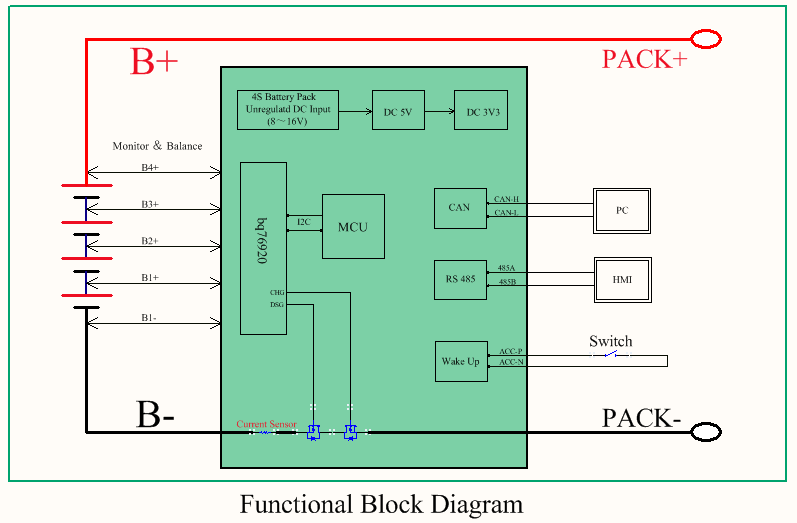 B+
PACK+
4S Battery Pack
Unregulatd DC Input
(8～16V)
DC 5V
DC 3V3
Monitor & Balance
B4+
B3+
B2+
B1+
B1-
bq76920
I2C
MCU
CHG
DSG
CAN
CAN-H
CAN-L
PC
RS 485
485A
485B
HMI
Wake Up
ACC-P
ACC-N
Switch
B-
Current Sensor
PACK-
Functional Block Diagram